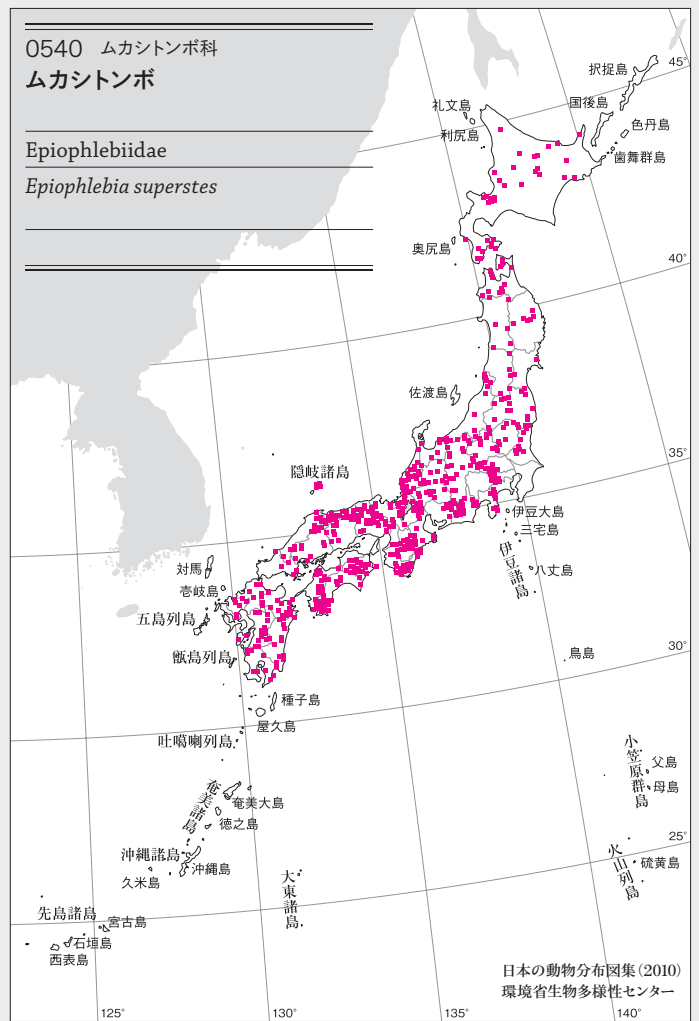 0540 ムカシトンボ科
ムカシトンボ
Epiophlebiidae
Epiophlebia superstes
45°
択捉島
国後島
礼文島
色丹島
利尻島
歯舞群島
奥尻島
40°
佐渡島
35°
隠岐諸島
伊豆大島
三宅島
伊豆諸島
八丈島
対馬
壱岐島
五島列島
甑島列島
鳥島
30°
種子島
屋久島
吐噶喇列島
小笠原群島
父島
母島
奄美諸島
奄美大島
徳之島
25°
沖縄諸島
沖縄島
久米島
火山列島
硫黄島
大東諸島
先島諸島
宮古島
石垣島
西表島
日本の動物分布図集(2010)
環境省生物多様性センター
125°
130°
135°
140°